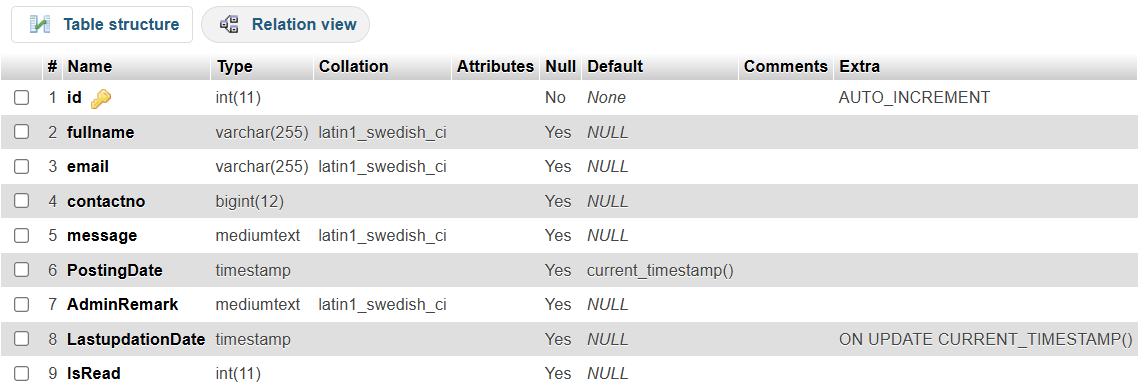 Table structure Relation view
# Name Type Collation Attributes Null Default Comments Extra
1 id int(11) No None AUTO_INCREMENT
2 fullname varchar(255) latin1_swedish_ci Yes NULL
3 email varchar(255) latin1_swedish_ci Yes NULL
4 contactno bigint(12) Yes NULL
5 message mediumtext latin1_swedish_ci Yes NULL
6 PostingDate timestamp Yes current_timestamp()
7 AdminRemark mediumtext latin1_swedish_ci Yes NULL
8 LastupdationDate timestamp Yes NULL ON UPDATE CURRENT_TIMESTAMP()
9 IsRead int(11) Yes NULL